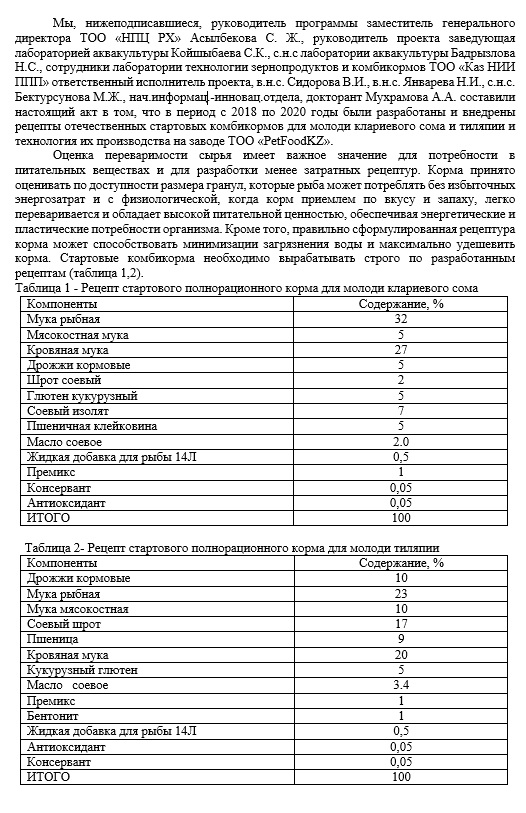 Мы, нижеподписавшиеся, руководитель программы заместитель генерального
директора ТОО «НПЦ РХ» Асылбекова С. Ж., руководитель проекта заведующая
лабораторией аквакультуры Койшыбаева С.К., с.н.с лаборатории аквакультуры Бадрызлова
Н.С., сотрудники лаборатории технологии зернопродуктов и комбикормов ТОО «Каз НИИ
ППП» ответственный исполнитель проекта, в.н.с. Сидорова В.И., в.н.с. Январева Н.И., с.н.с.
Бектурсунова М.Ж., нач.информац-инновац.отдела, докторант Мухрамова А.А. составили
настоящий акт в том, что в период с 2018 по 2020 годы были разработаны и внедрены
рецепты отечественных стартовых комбикормов для молоди клариевого сома и тиляпии и
технология их производства на заводе ТОО «PetFoodKZ».
Оценка переваримости сырья имеет важное значение для потребности в
питательных веществах и для разработки менее затратных рецептур. Корма принято
оценивать по доступности размера гранул, которые рыба может потреблять без избыточных
энергозатрат и с физиологической, когда корм приемлем по вкусу и запаху, легко
переваривается и обладает высокой питательной ценностью, обеспечивая энергетические и
пластические потребности организма. Кроме того, правильно сформулированная рецептура
корма может способствовать минимизации загрязнения воды и максимально удешевить
корма. Стартовые комбикорма необходимо вырабатывать строго по разработанным
рецептам (таблица 1,2).
Таблица 1 - Рецепт стартового полнорационного корма для молоди клариевого сома
Компоненты Содержание, %
Мука рыбная 32
Мясокостная мука 5
Кровяная мука 27
Дрожжи кормовые 5
Шрот соевый 2
Глютен кукурузный 5
Соевый изолят 7
Пшеничная клейковина 5
Масло соевое 2.0
Жидкая добавка для рыбы 14Л 0,5
Премикс 1
Консервант 0,05
Антиоксидант 0,05
ИТОГО 100
Таблица 2- Рецепт стартового полнорационного корма для молоди тиляпии
Компоненты Содержание, %
Дрожжи кормовые 10
Мука рыбная 23
Мука мясокостная 10
Соевый шрот 17
Пшеница 9
Кровяная мука 20
Кукурузный глютен 5
Масло соевое 3.4
Премикс 1
Бентонит 1
Жидкая добавка для рыбы 14Л 0,5
Антиоксидант 0,05
Консервант 0,05
ИТОГО 100